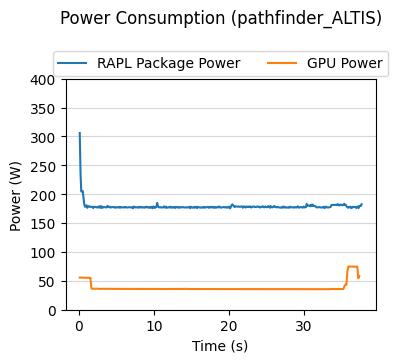 Power Consumption (pathfinder_ALTIS)
RAPL Package Power
GPU Power
400
350
300
250
200
150
100
50
0
Power (W)
0
10
20
30
Time (s)